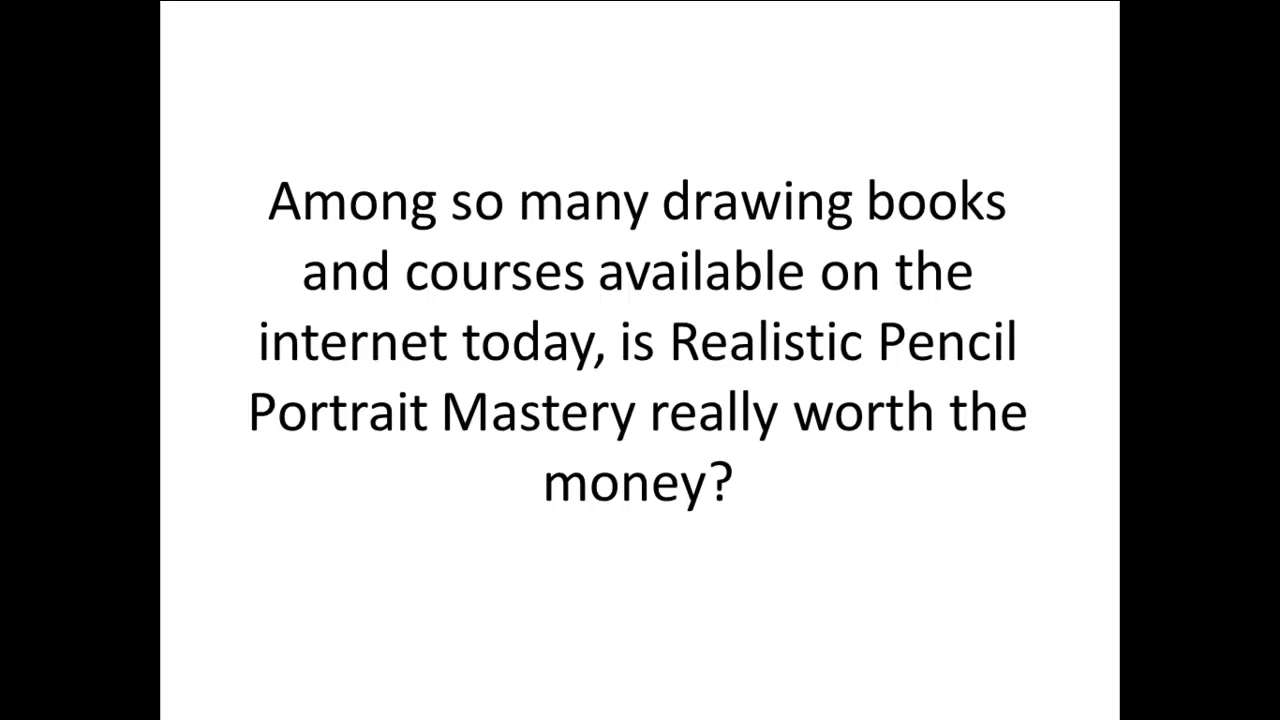 Among so many drawing books
and courses available on the
internet today, is Realistic Pencil
Portrait Mastery really worth the
money?